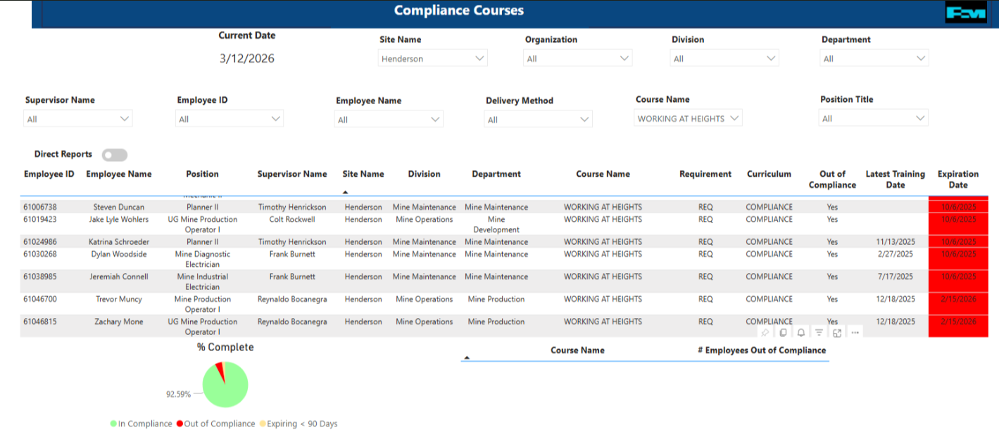 Compliance Courses
Current Date
3/12/2026
Site Name
Henderson
Organization
All
Division
All
Department
All
Supervisor Name
All
Employee ID
All
Employee Name
All
Delivery Method
All
Course Name
WORKING AT HEIGHTS
Position Title
All
Direct Reports
Employee ID Employee Name Position Supervisor Name Site Name Division Department Course Name Requirement Curriculum Out of Compliance Latest Training Date Expiration Date
61006738 Steven Duncan Planner II Timothy Henrickson Henderson Mine Maintenance Mine Maintenance WORKING AT HEIGHTS REQ COMPLIANCE Yes 10/6/2025
61019423 Jake Lyle Wohlers UG Mine Production Operator I Colt Rockwell Henderson Mine Operations Mine Development WORKING AT HEIGHTS REQ COMPLIANCE Yes 10/6/2025
61024986 Katrina Schroeder Planner II Timothy Henrickson Henderson Mine Maintenance Mine Maintenance WORKING AT HEIGHTS REQ COMPLIANCE Yes 11/13/2025 10/6/2025
61030268 Dylan Woodside Mine Diagnostic Electrician Frank Burnett Henderson Mine Maintenance Mine Maintenance WORKING AT HEIGHTS REQ COMPLIANCE Yes 2/27/2025 10/6/2025
61038985 Jeremiah Connell Mine Industrial Electrician Frank Burnett Henderson Mine Maintenance Mine Maintenance WORKING AT HEIGHTS REQ COMPLIANCE Yes 7/17/2025 10/6/2025
61046700 Trevor Muncy Mine Production Operator I Reynaldo Bocanegra Henderson Mine Operations Mine Production WORKING AT HEIGHTS REQ COMPLIANCE Yes 12/18/2025 2/15/2026
61046815 Zachary Mone UG Mine Production Operator I Reynaldo Bocanegra Henderson Mine Operations Mine Production WORKING AT HEIGHTS REQ COMPLIANCE Yes 12/18/2025 2/15/2026
% Complete
92.59%
In Compliance Out of Compliance Expiring < 90 Days
Course Name # Employees Out of Compliance